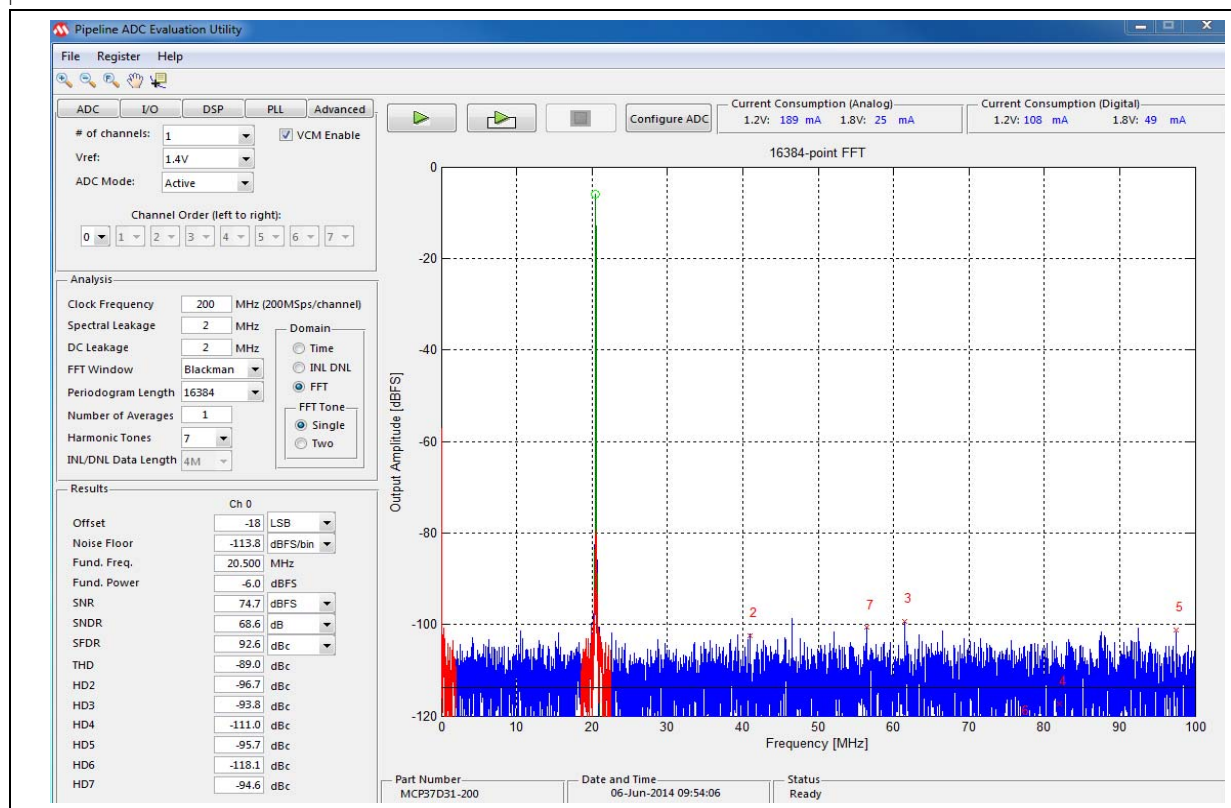 Pipeline ADC Evaluation Utility
File Register Help
ADC I/O DSP PLL Advanced
# of channels: 1 VCM Enable
Vref: 1.4V
ADC Mode: Active
Channel Order (left to right):
0 1 2 3 4 5 6 7
Configure ADC
Current Consumption (Analog)
1.2V: 189 mA 1.8V: 25 mA
Current Consumption (Digital)
1.2V: 108 mA 1.8V: 49 mA
Analysis
Clock Frequency 200 MHz (200MSps/channel)
Spectral Leakage 2 MHz
DC Leakage 2 MHz
FFT Window Blackman
Periodogram Length 16384
Number of Averages 1
Harmonic Tones 7
INL/DNL Data Length 4M
Domain
Time
INL DNL
FFT
FFT Tone
Single
Two
Results
Ch 0
Offset -18 LSB
Noise Floor -113.8 dBFS/bin
Fund. Freq. 20.500 MHz
Fund. Power -6.0 dBFS
SNR 74.7 dBFS
SNDR 68.6 dB
SFDR 92.6 dBc
THD -89.0 dBc
HD2 -96.7 dBc
HD3 -93.8 dBc
HD4 -111.0 dBc
HD5 -95.7 dBc
HD6 -118.1 dBc
HD7 -94.6 dBc
16384-point FFT
Output Amplitude [dBFS]
0
-20
-40
-60
-80
-100
-120
2 7 3 5
4
6
0 10 20 30 40 50 60 70 80 90 100
Frequency [MHz]
Part Number
MCP37D31-200
Date and Time
06-Jun-2014 09:54:06
Status
Ready